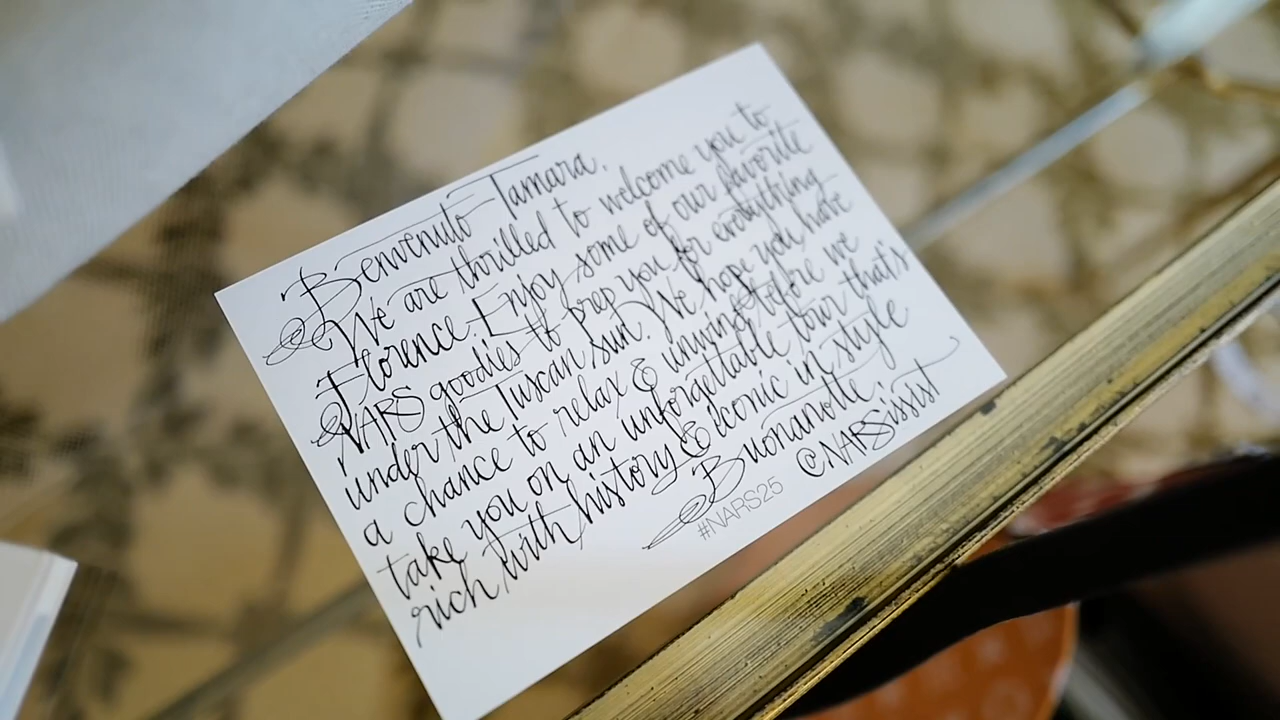 Benvenuto Tamara,
We are thrilled to welcome you to
Florence. Enjoy some of our favorite
NARS goodies to prep you for everything
under the Tuscan sun. We hope you have
a chance to relax & unwind before we
take you on an unforgettable tour that's
rich with history & iconic in style.
Buonanotte.
@NARSissist
#NARS25